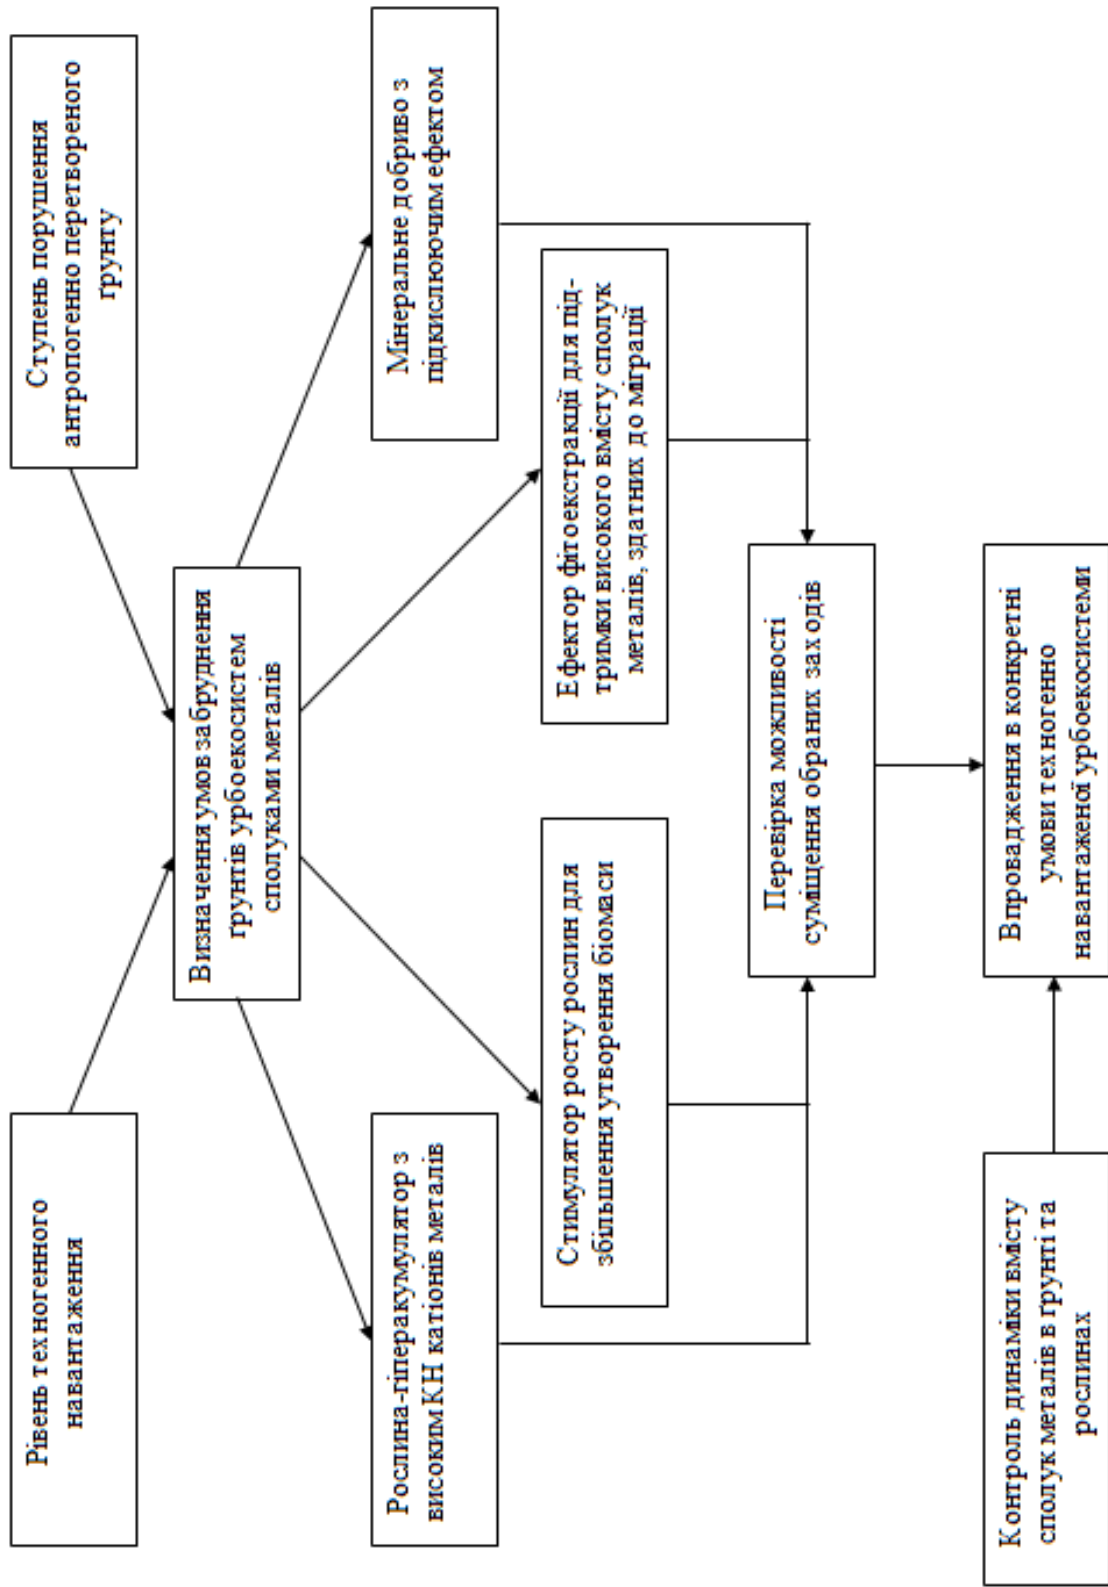 Рівень техногенного
навантаження
Ступень порушення
антропогенно перетвореного
ґрунту
Визначення умов забруднення
ґрунтів урбоекосистем
сполуками металів
Рослина-гіперакумулятор з
високим КН катіонів металів
Мінеральне добриво з
підкислюючим ефектом
Стимулятор росту рослин для
збільшення утворення біомаси
Ефектор фітоекстракції для під-
тримки високого вмісту сполук
металів, здатних до міграції
Перевірка можливості
суміщення обраних заходів
Контроль динаміки вмісту
сполук металів в ґрунті та
рослинах
Впровадження в конкретні
умови техногенно
навантаженої урбоекосистеми